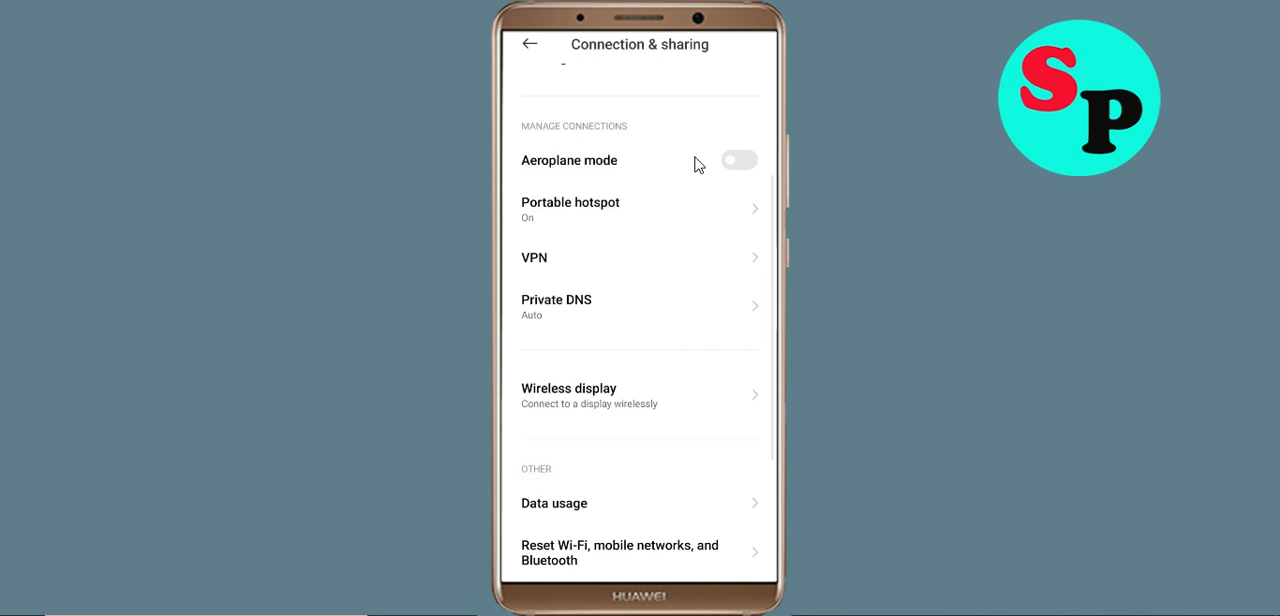 Connection & sharing
MANAGE CONNECTIONS
Aeroplane mode
Portable hotspot
On
VPN
Private DNS
Auto
Wireless display
Connect to a display wirelessly
OTHER
Data usage
Reset Wi-Fi, mobile networks, and
Bluetooth
HUAWEI
SP